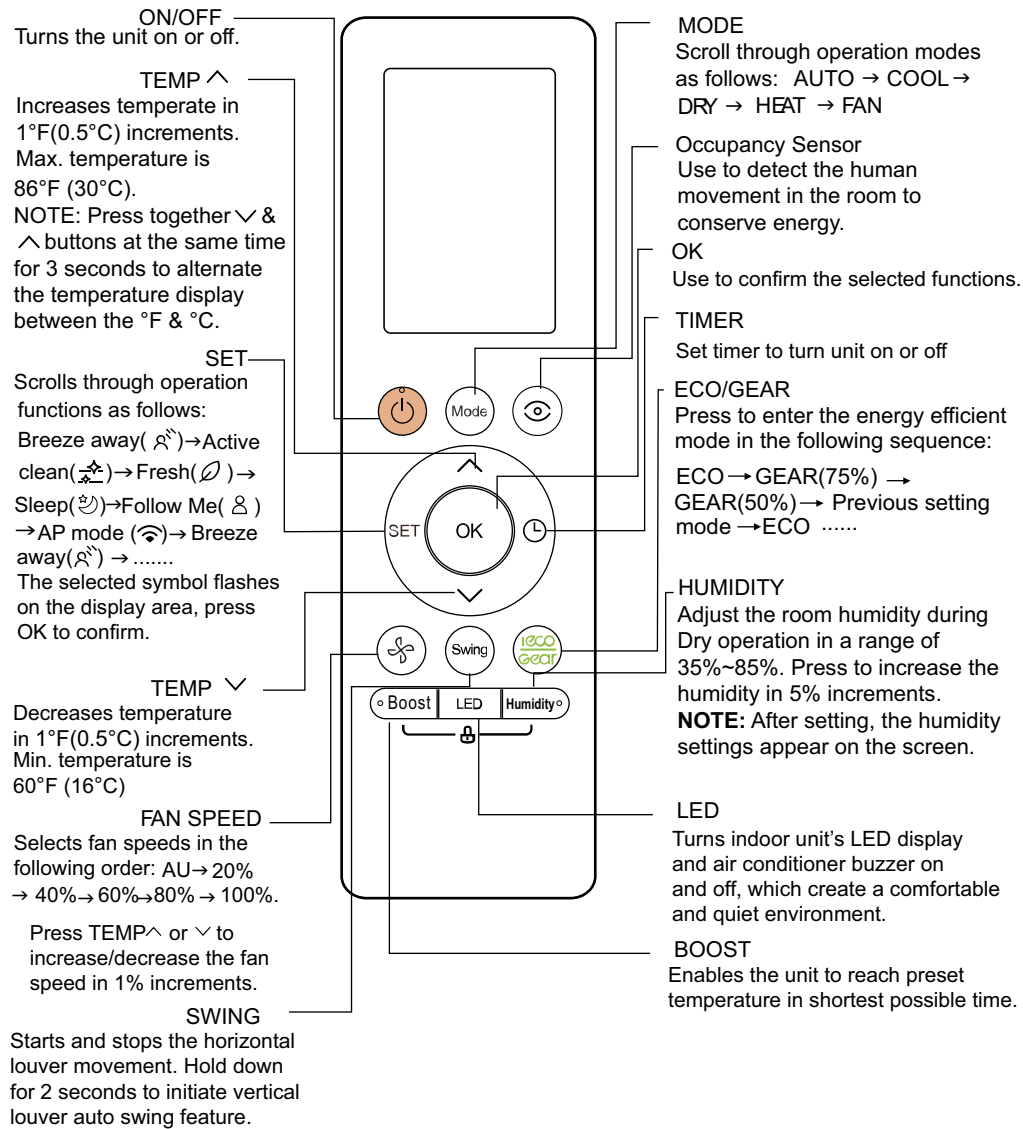 ON/OFF
Turns the unit on or off.
TEMP ∧
Increases temperate in
1°F(0.5°C) increments.
Max. temperature is
86°F (30°C).
NOTE: Press together ∨ &
∧ buttons at the same time
for 3 seconds to alternate
the temperature display
between the °F & °C.
SET
Scrolls through operation
functions as follows:
Breeze away( )→Active
clean( )→Fresh( )→
Sleep( )→Follow Me( )
→AP mode ( )→ Breeze
away( ) → .......
The selected symbol flashes
on the display area, press
OK to confirm.
TEMP ∨
Decreases temperature
in 1°F(0.5°C) increments.
Min. temperature is
60°F (16°C)
FAN SPEED
Selects fan speeds in the
following order: AU→20%
→ 40%→60%→80% → 100%.
Press TEMP∧ or ∨ to
increase/decrease the fan
speed in 1% increments.
SWING
Starts and stops the horizontal
louver movement. Hold down
for 2 seconds to initiate vertical
louver auto swing feature.
Mode
SET
OK
Swing
ieco
Gear
Boost
LED
Humidity
MODE
Scroll through operation modes
as follows: AUTO → COOL→
DRY → HEAT → FAN
Occupancy Sensor
Use to detect the human
movement in the room to
conserve energy.
OK
Use to confirm the selected functions.
TIMER
Set timer to turn unit on or off
ECO/GEAR
Press to enter the energy efficient
mode in the following sequence:
ECO→GEAR(75%) →
GEAR(50%)→ Previous setting
mode →ECO ······
HUMIDITY
Adjust the room humidity during
Dry operation in a range of
35%~85%. Press to increase the
humidity in 5% increments.
NOTE: After setting, the humidity
settings appear on the screen.
LED
Turns indoor unit's LED display
and air conditioner buzzer on
and off, which create a comfortable
and quiet environment.
BOOST
Enables the unit to reach preset
temperature in shortest possible time.